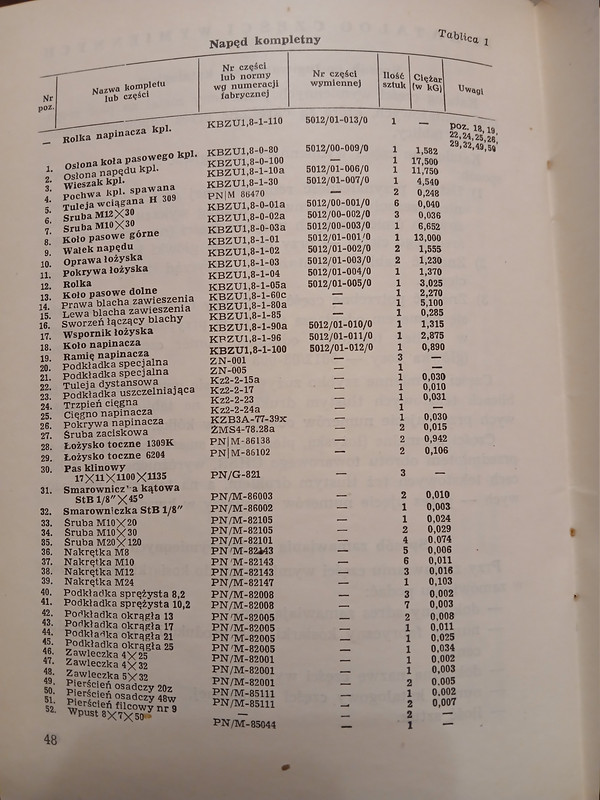 Napęd kompletny
Tablica 1
Nr poz. Nazwa kompletu lub części Nr części lub normy wg numeracji fabrycznej Nr części wymiennej Ilość sztuk Ciężar (w kG) Uwagi
— Rolka napinacza kpl. KBZU1,8-1-110 5012/01-013/0 1 — poz. 18, 19,
22,24,25,26,
29,32,49,50
1. Osłona koła pasowego kpl. KBZU1,8-0-80 5012/00-009/0 1 1,582
2. Osłona napędu kpl. KBZU1,8-0-100 — 1 17,500
3. Wieszak kpl. KBZU1,8-1-10a 5012/01-006/0 1 11,750
4. Pochwa kpl. spawana KBZU1,8-1-30 5012/01-007/0 1 4,540
5. Tuleja wciągana H 309 PN|M 86470 — 2 0,248
6. Śruba M12X30 KBZU1,8-0-01a 5012/00-001/0 6 0,040
7. Śruba M10X30 KBZU1,8-0-02a 5012/00-002/0 3 0,036
8. Koło pasowe górne KBZU1,8-0-03a 5012/00-003/0 1 6,652
9. Wałek napędu KBZU1,8-1-01 5012/01-001/0 1 13,000
10. Oprawa łożyska KBZU1,8-1-02 5012/01-002/0 2 1,555
11. Pokrywa łożyska KBZU1,8-1-03 5012/01-003/0 2 1,230
12. Rolka KBZU1,8-1-04 5012/01-004/0 1 1,370
13. Koło pasowe dolne KBZU1,8-1-05a 5012/01-005/0 1 3,025
14. Prawa blacha zawieszenia KBZU1,8-1-60c — 1 2,270
15. Lewa blacha zawieszenia KBZU1,8-1-80a — 1 5,100
16. Sworzeń łączący blachy KBZU1,8-1-85 — 1 0,285
17. Wspornik łożyska KBZU1,8-1-90a 5012/01-010/0 1 1,315
18. Koło napinacza KBZU1,8-1-96 5012/01-011/0 1 2,875
19. Ramię napinacza KBZU1,8-1-100 5012/01-012/0 1 0,890
20. Podkładka specjalna ZN-001 — 3 —
21. Podkładka specjalna ZN-005 — 1 —
22. Tuleja dystansowa Kz2-2-15a — 1 0,030
23. Podkładka uszczelniająca Kz2-2-17 — 1 0,010
24. Trzpień cięgna Kz2-2-23 — 1 0,031
25. Cięgno napinacza Kz2-2-24a — 1 —
26. Pokrywa napinacza KZB3A-77-39x — 1 0,030
27. Śruba zaciskowa ŻMS4-78.28a — 2 0,015
28. Łożysko toczne 1309K PN|M-86138 — 2 0,942
29. Łożysko toczne 6204 PN|M-86102 — 2 0,106
30. Pas klinowy
17X11X1100X1135 PN/G-821 — 3 —
31. Smarowniczka kątowa
StB 1/8"X45° PN/M-86003 — 2 0,010
32. Smarowniczka StB 1/8" PN/M-86002 — 1 0,003
33. Śruba M10X20 PN/M-82105 — 1 0,024
34. Śruba M10X30 PN/M-82105 — 2 0,029
35. Śruba M20X120 PN/M-82101 — 4 0.074
36. Nakrętka M8 PN/M-82143 — 5 0,006
37. Nakrętka M10 PN/M-82143 — 6 0,011
38. Nakrętka M12 PN/M-82143 — 3 0,016
39. Nakrętka M24 PN/M-82147 — 1 0,103
40. Podkładka sprężysta 8,2 PN/M-82008 — 3 0,002
41. Podkładka sprężysta 10,2 PN/M-82008 — 7 0,003
42. Podkładka okrągła 13 PN/M-82005 — 2 0,008
43. Podkładka okrągła 17 PN/M-82005 — 1 0.011
44. Podkładka okrągła 21 PN/M-82005 — 1 0,025
45. Podkładka okrągła 25 PN/M-82005 — 1 0,034
46. Zawleczka 4X25 PN/M-82001 — 1 0,002
47. Zawleczka 4X32 PN/M-82001 — 1 0,003
48. Zawleczka 5X32 PN/M-82001 — 2 0.005
49. Pierścień osadczy 20z PN/M-85111 — 1 0.002
50. Pierścień osadczy 48w PN/M-85111 — 2 0,007
51. Pierścień filcowy nr 9 — — 2 —
52. Wpust 8X7X50 PN/M-85044 — 1 —
48